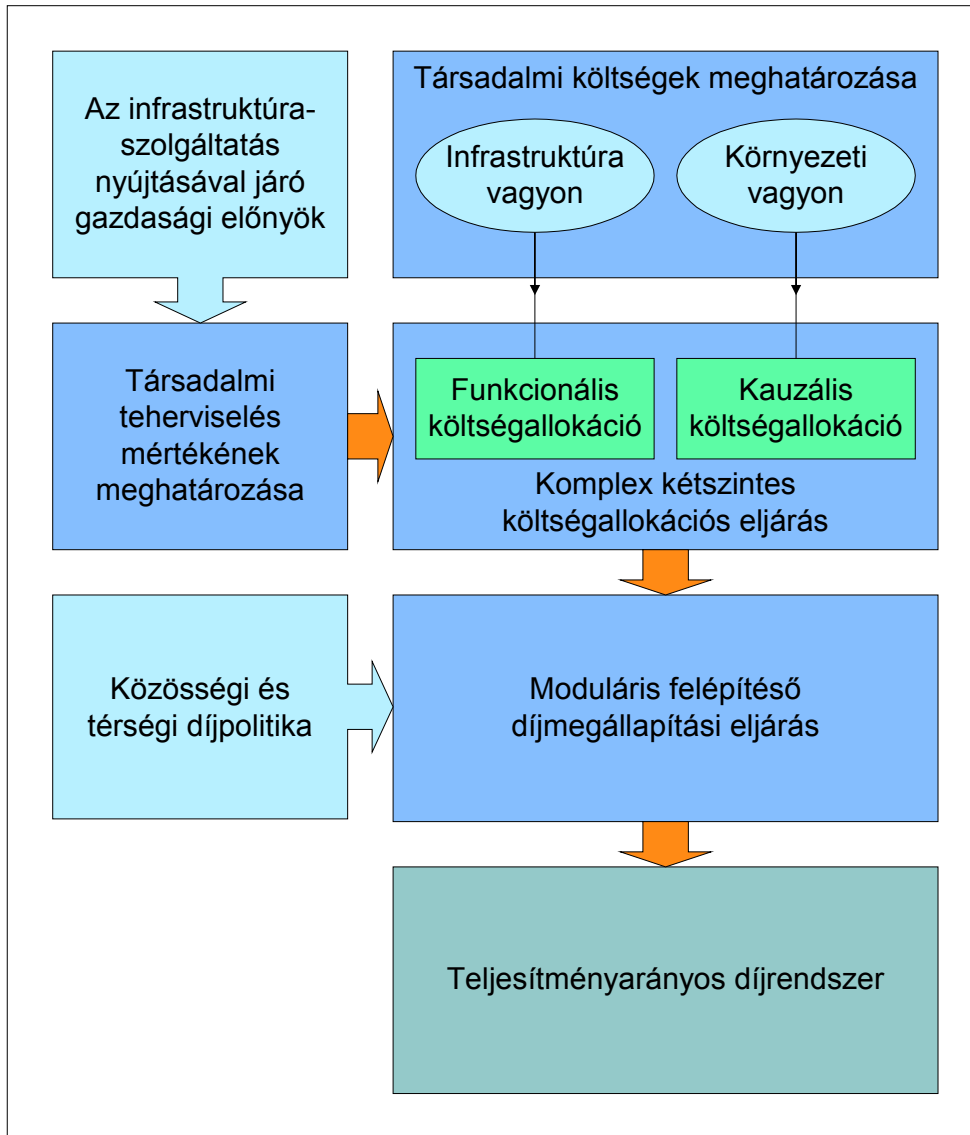 Az infrastruktúra-
szolgáltatás
nyújtásával járó
gazdasági előnyök
Társadalmi költségek meghatározása
Infrastruktúra
vagyon
Környezeti
vagyon
Társadalmi
teherviselés
mértékének
meghatározása
Funkcionális
költségallokáció
Kauzális
költségallokáció
Komplex kétszintes
költségallokációs eljárás
Közösségi és
térségi díjpolitika
Moduláris felépítéső
díjmegállapítási eljárás
Teljesítményarányos díjrendszer